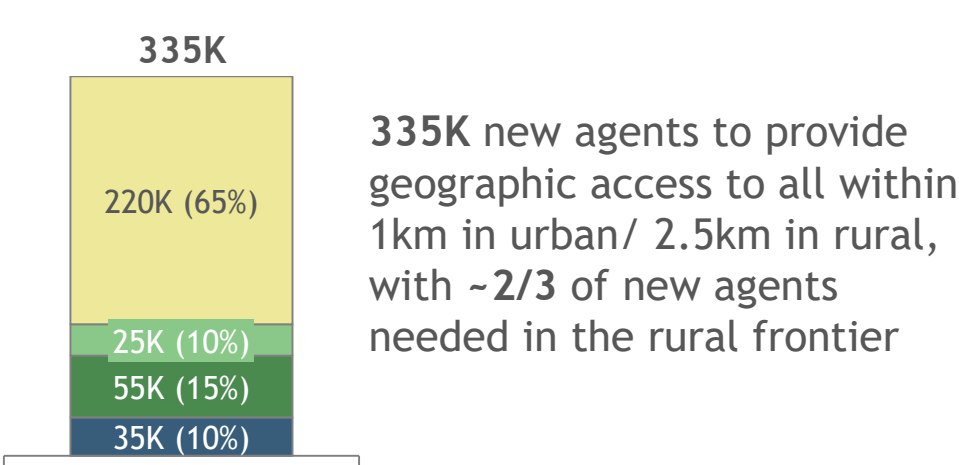 335K
220K (65%)
25K (10%)
55K (15%)
35K (10%)
335K new agents to provide
geographic access to all within
1km in urban/ 2.5km in rural,
with ~2/3 of new agents
needed in the rural frontier